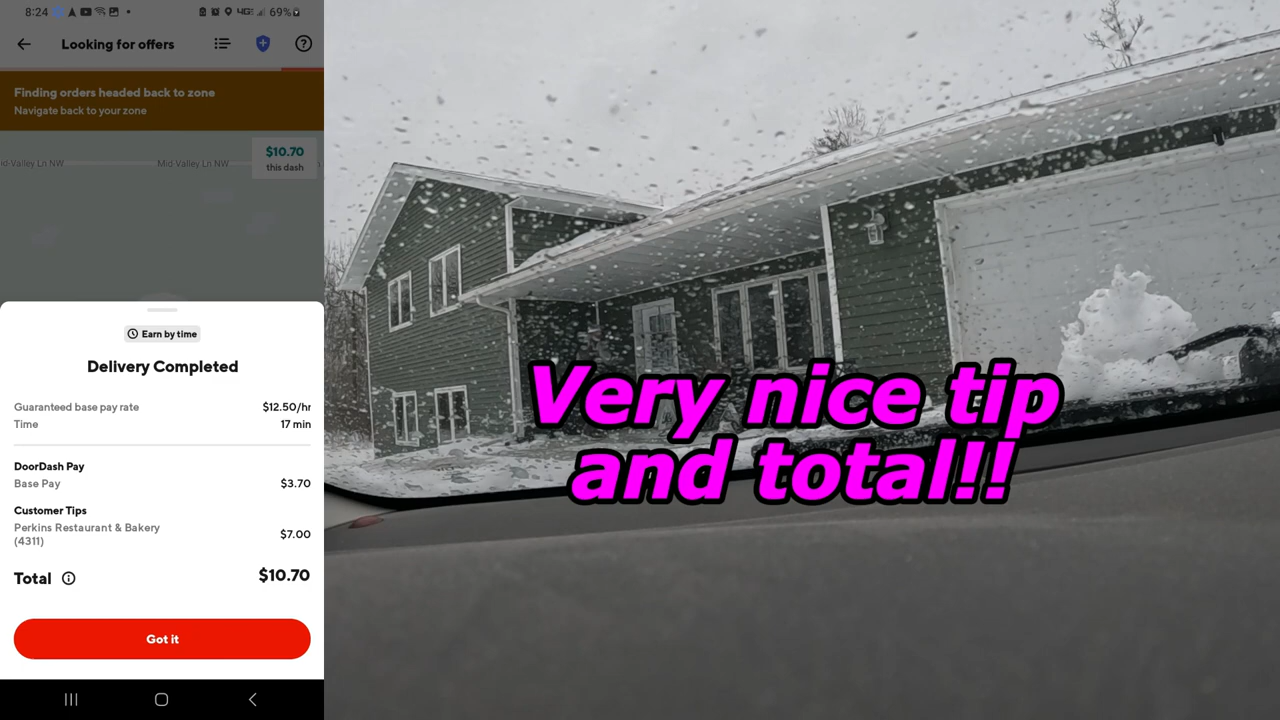 8:24
4GE
69%
Looking for offers
Finding orders headed back to zone
Navigate back to your zone
$10.70
this dash
id-Valley Ln NW
Mid-Valley Ln NW
Earn by time
Delivery Completed
Guaranteed base pay rate $12.50/hr
Time 17 min
DoorDash Pay
Base Pay $3.70
Customer Tips
Perkins Restaurant & Bakery
(4311) $7.00
Total $10.70
Got it
Very nice tip
and total!!